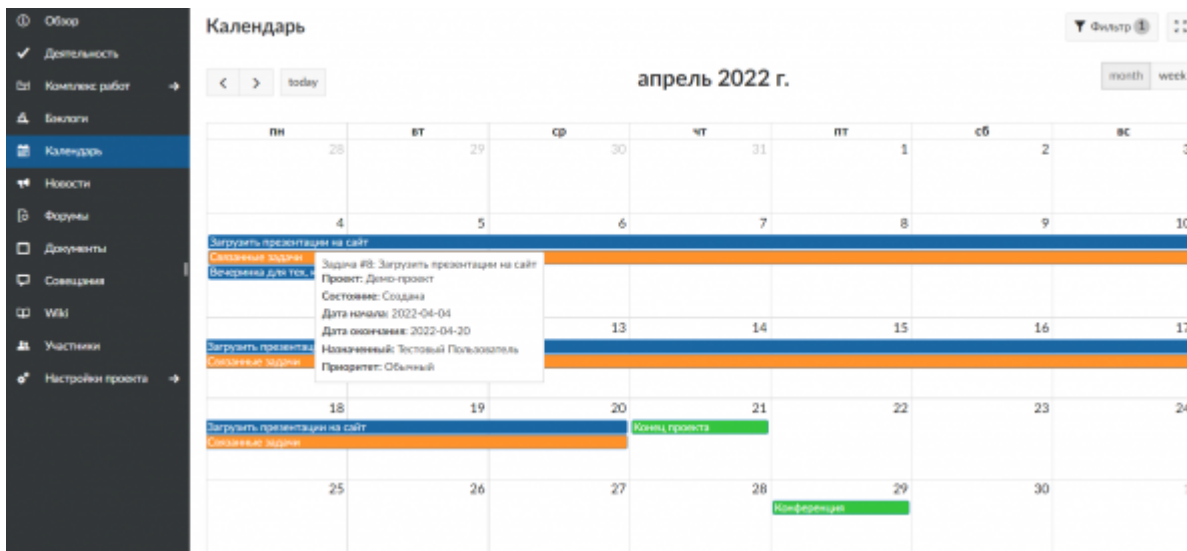 Обзор
Деятельность
Комплекс работ
Бэклоги
Календарь
Новости
Форумы
Документы
Совещания
Wiki
Участники
Настройки проекта
Календарь
Фильтр 1
today
апрель 2022 г.
month week
пн вт ср чт пт сб вс
28 29 30 31 1 2 3
4 5 6 7 8 9 10
Загрузить презентации на сайт
Связанные задачи
Вечеринка для тех,
Задача #8: Загрузить презентации на сайт
Проект: Демо-проект
Состояние: Создана
Дата начала: 2022-04-04
Дата окончания: 2022-04-20
Назначенный: Тестовый Пользователь
Приоритет: Обычный
13 14 15 16 17
Загрузить презентац
Связанные задачи
18 19 20 21 22 23 24
Загрузить презентации на сайт
Конец проекта
Связанные задачи
25 26 27 28 29 30
Конференция